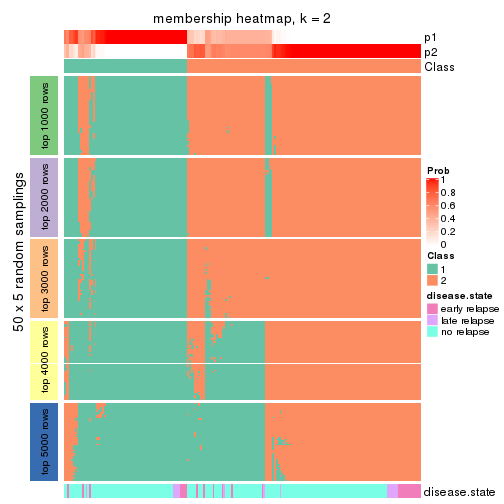 membership heatmap, k = 2
p1
p2
Class
50 x 5 random samplings
top 1000 rows
top 2000 rows
top 3000 rows
top 4000 rows
top 5000 rows
Prob
1
0.8
0.6
0.4
0.2
0
Class
1
2
disease.state
early relapse
late relapse
no relapse
disease.state